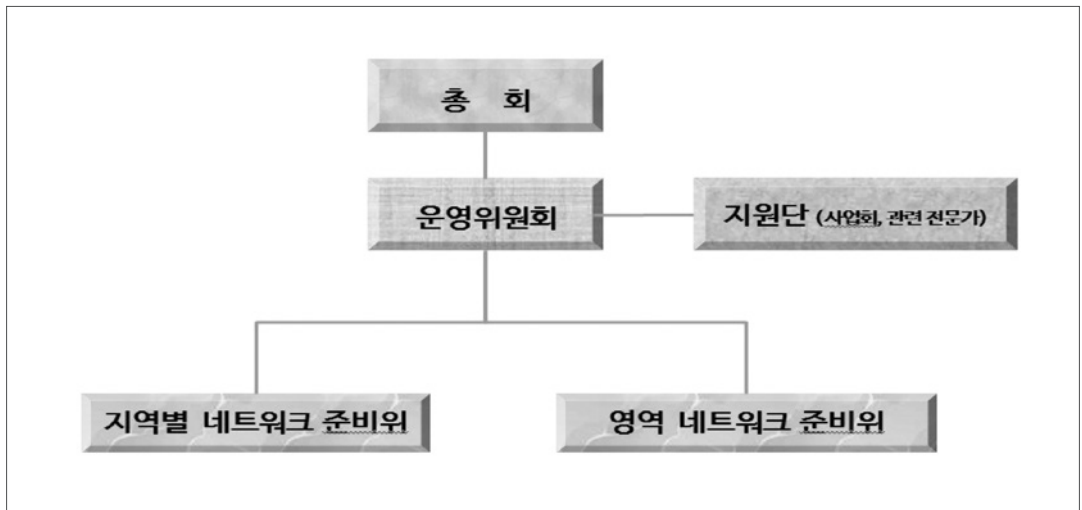 총 회
운영위원회
지원단 (사업회, 관련 전문가)
지역별 네트워크 준비위
영역 네트워크 준비위